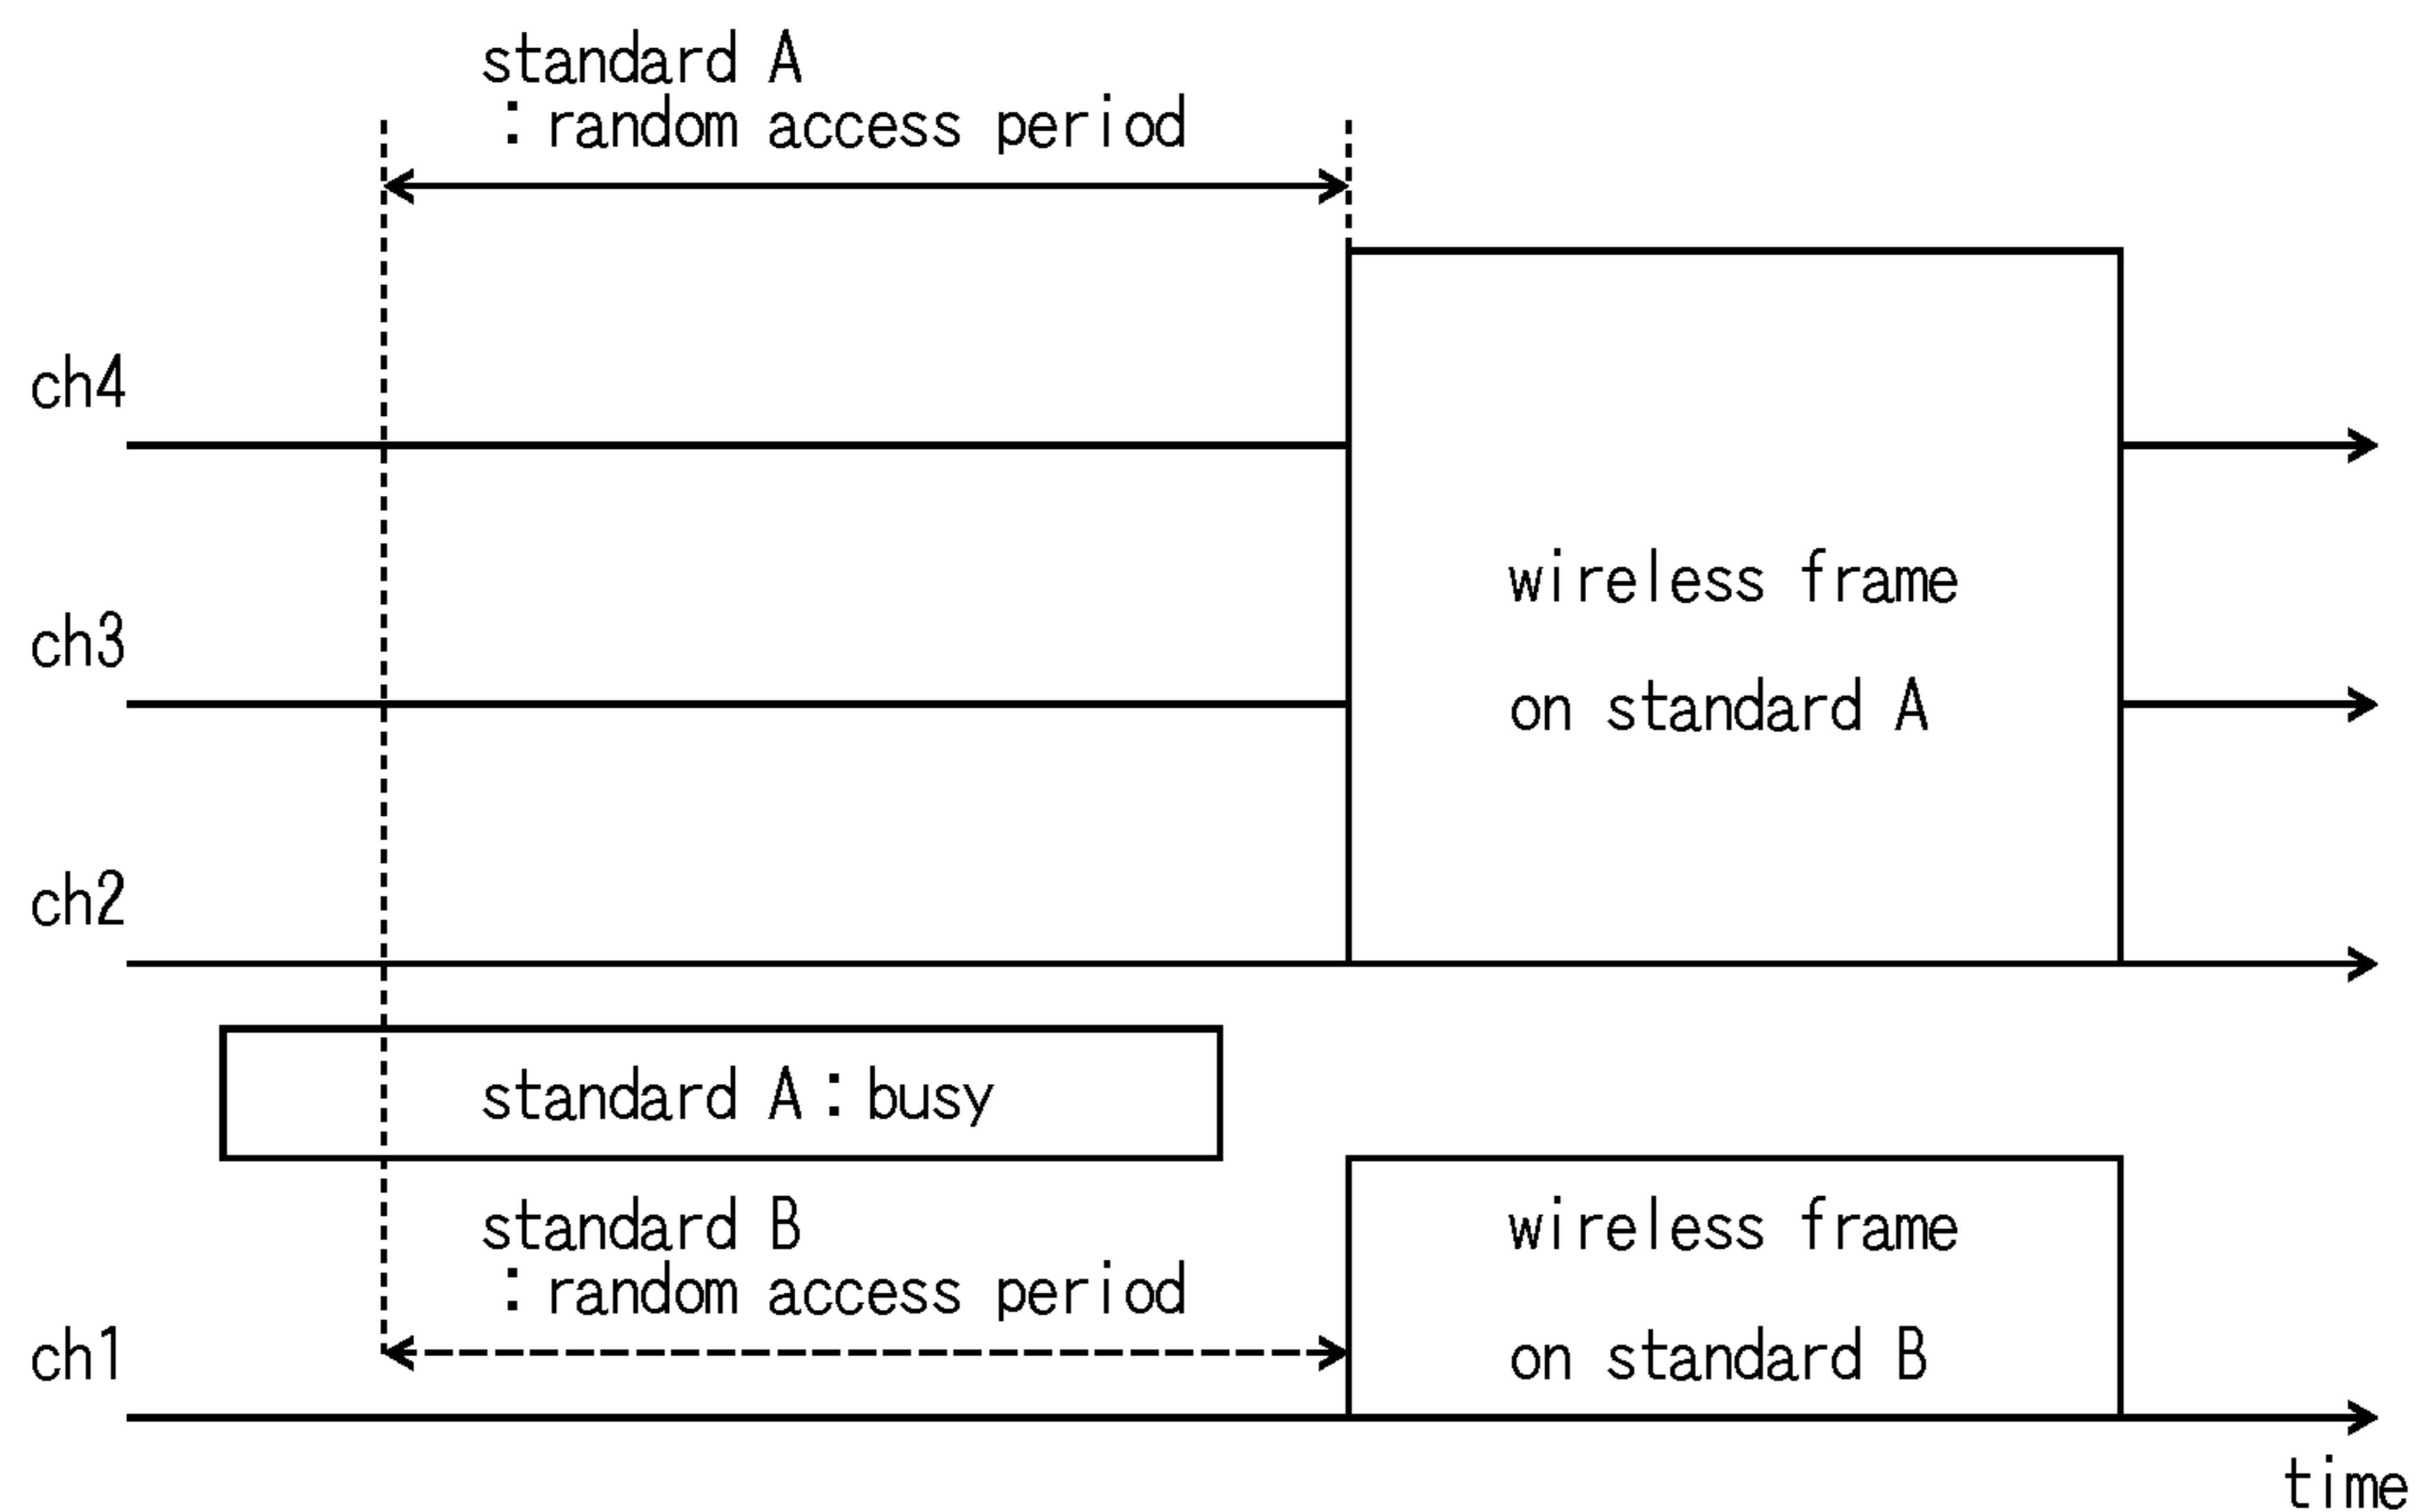 standard A
:random access period
ch4
wireless frame
ch3
on standard A
ch2
standard A:busy
standard B
:random access period
wireless frame
ch1
on standard B
time